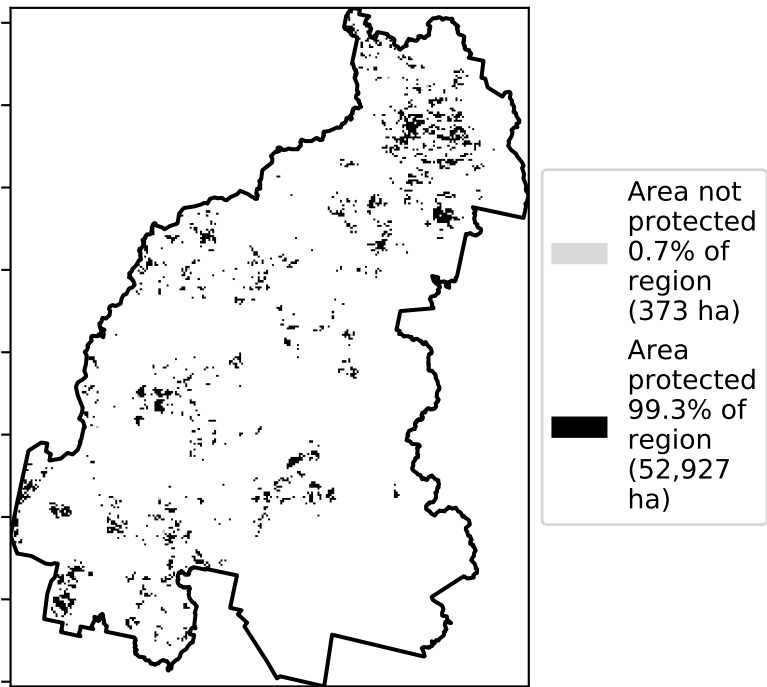 Area not
protected
0.7% of
region
(373 ha)
Area
protected
99.3% of
region
(52,927
ha)